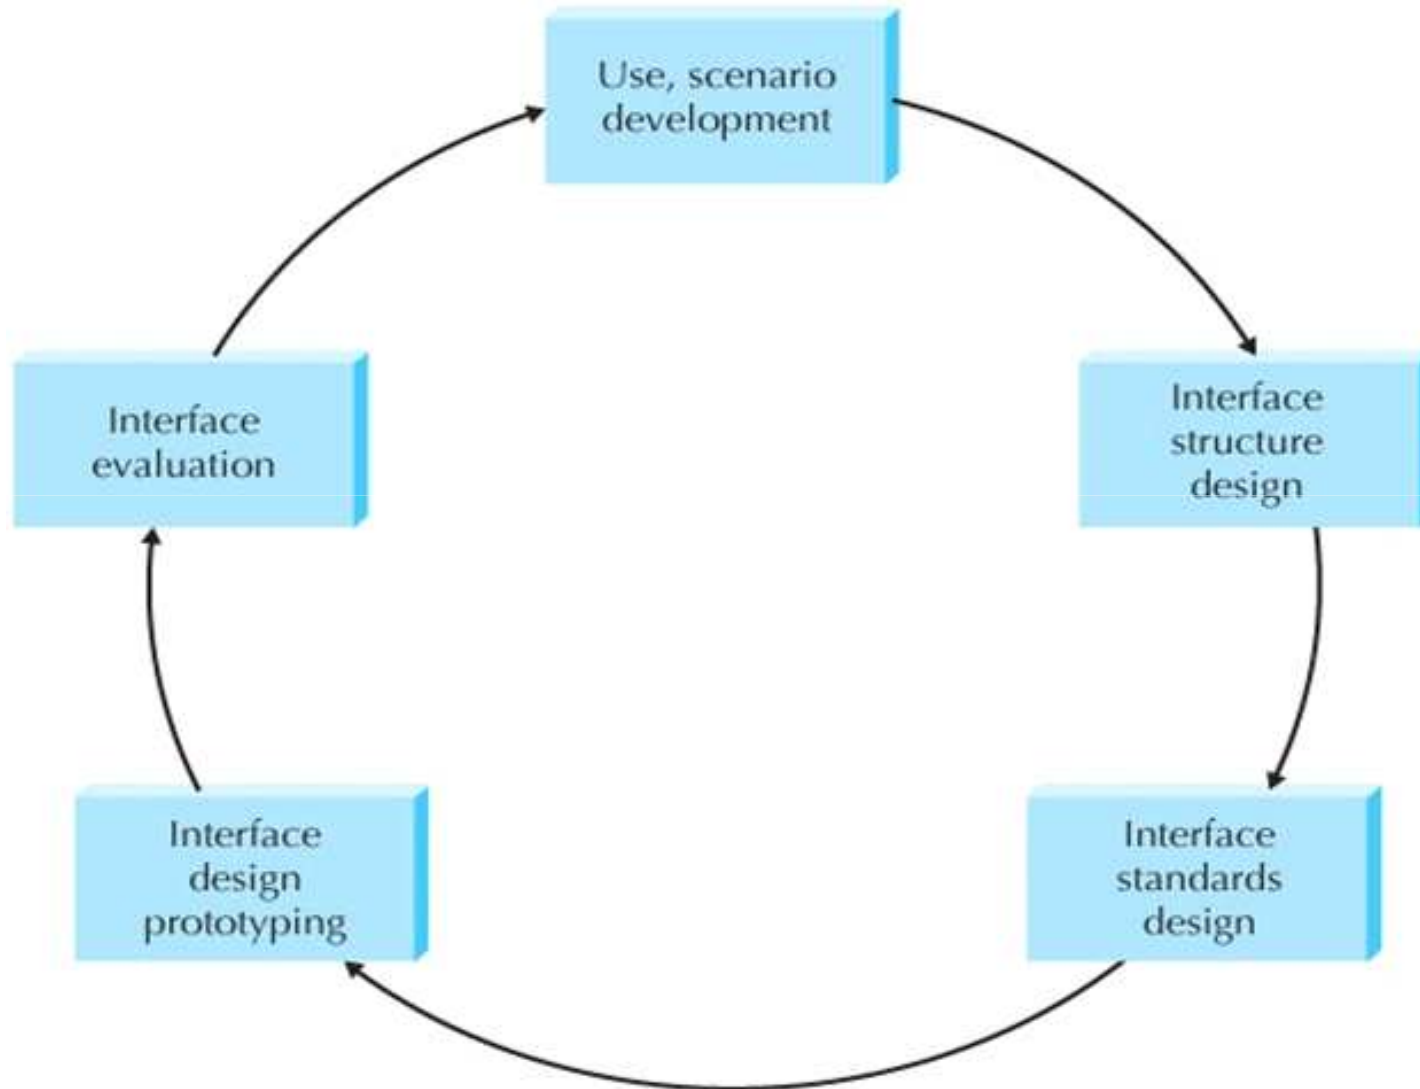 Use, scenario
development
Interface
structure
design
Interface
standards
design
Interface
design
prototyping
Interface
evaluation